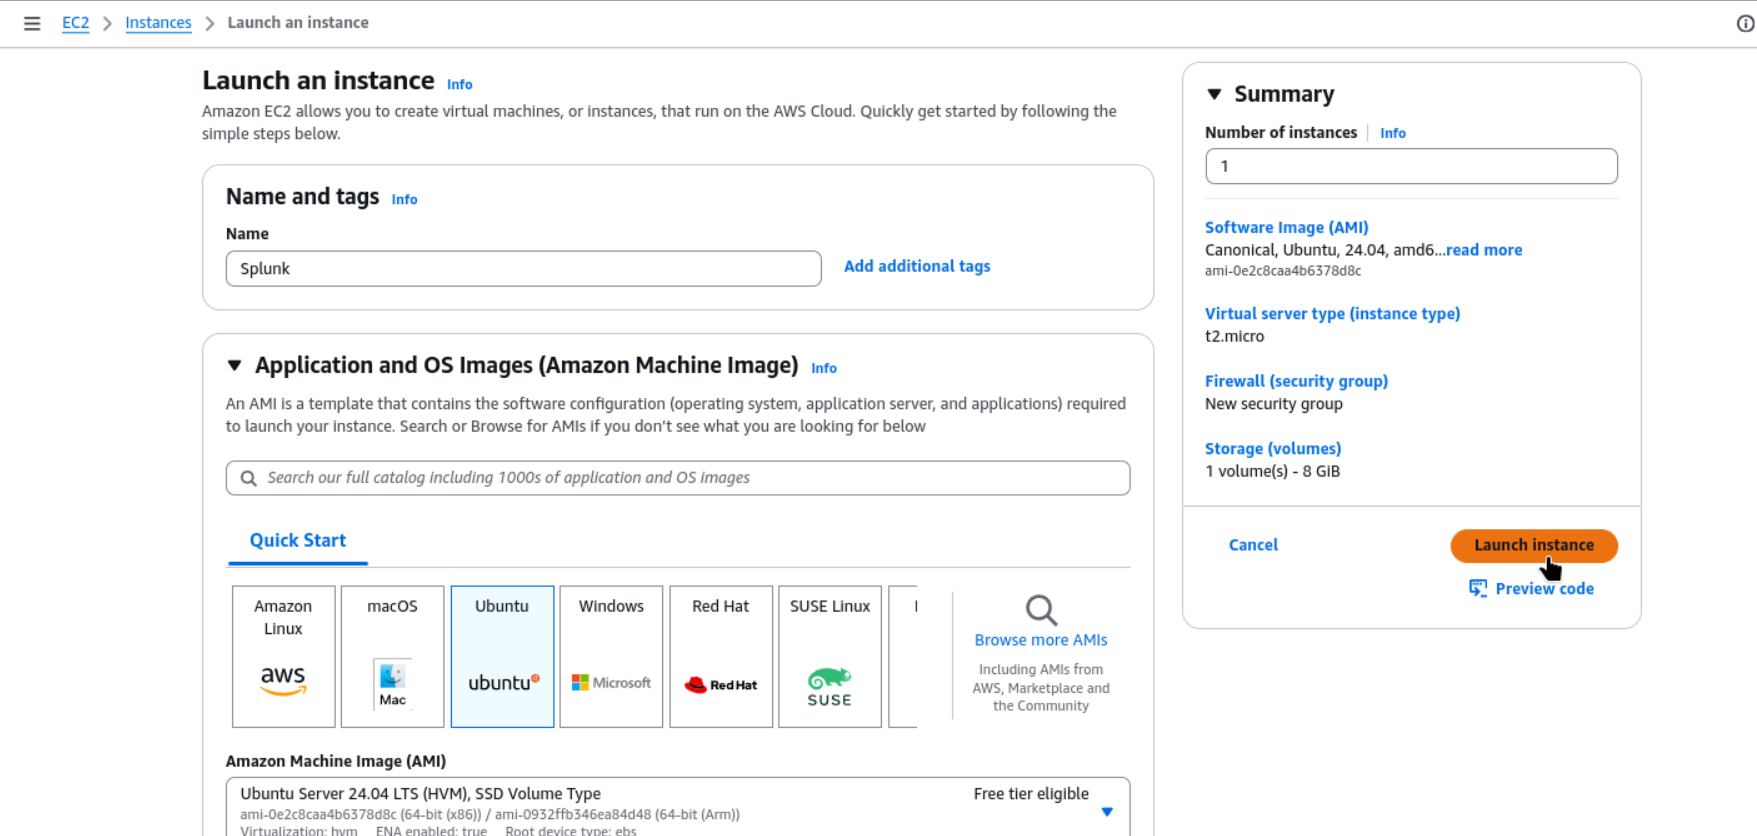 EC2 > Instances > Launch an instance
Launch an instance Info
Amazon EC2 allows you to create virtual machines, or instances, that run on the AWS Cloud. Quickly get started by following the
simple steps below.
Name and tags Info
Name
Splunk
Add additional tags
Application and OS Images (Amazon Machine Image) Info
An AMI is a template that contains the software configuration (operating system, application server, and applications) required
to launch your instance. Search or Browse for AMIs if you don't see what you are looking for below
Search our full catalog including 1000s of application and OS images
Quick Start
Amazon
Linux
aws
macOS
Mac
Ubuntu
ubuntu
Windows
Microsoft
Red Hat
Red Hat
SUSE Linux
SUSE
Browse more AMIs
Including AMIs from
AWS, Marketplace and
the Community
Amazon Machine Image (AMI)
Ubuntu Server 24.04 LTS (HVM), SSD Volume Type
Free tier eligible
ami-0e2c8caa4b6378d8c (64-bit (x86)) / ami-0932ffb346ea84d48 (64-bit (Arm))
Virtualization: hvm ENA enabled: true Root device type: ebs
Summary
Number of instances | Info
1
Software Image (AMI)
Canonical, Ubuntu, 24.04, amd6...read more
ami-0e2c8caa4b6378d8c
Virtual server type (instance type)
t2.micro
Firewall (security group)
New security group
Storage (volumes)
1 volume(s) - 8 GiB
Cancel
Launch instance
Preview code